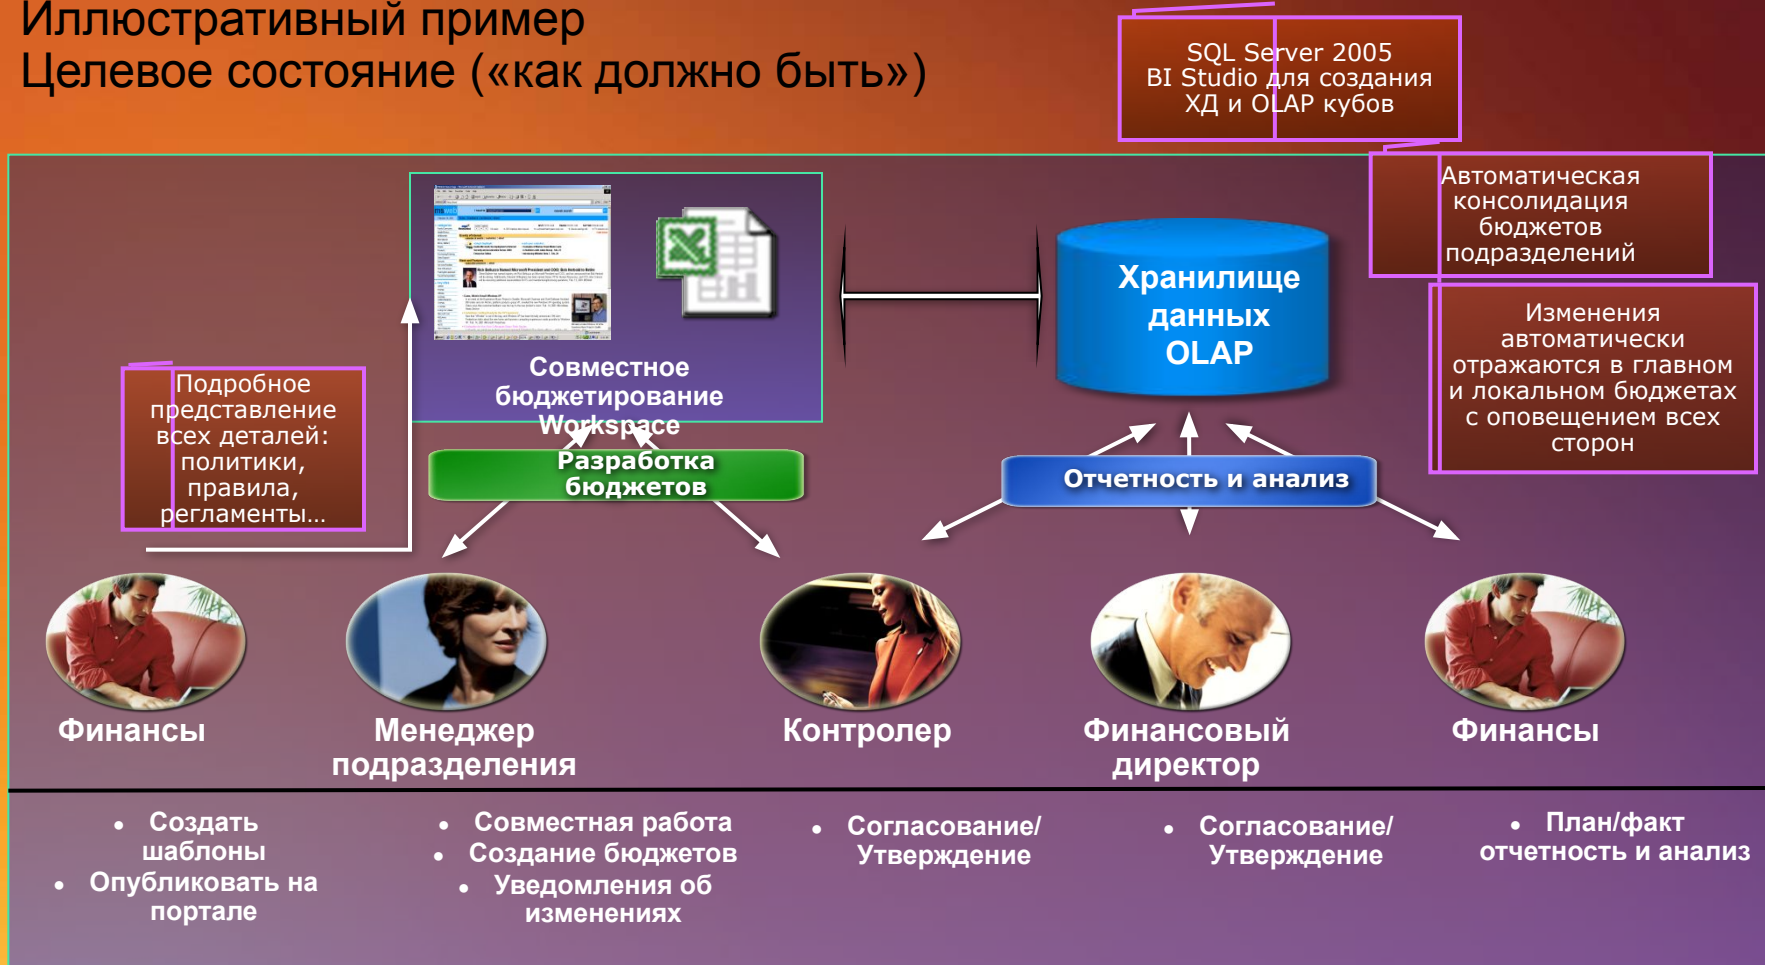 Иллюстративный пример
Целевое состояние («как должно быть»)
SQL Server 2005
BI Studio для создания
ХД и OLAP кубов
Автоматическая
консолидация
бюджетов
подразделений
Изменения
автоматически
отражаются в главном
и локальном бюджетах
с оповещением всех
сторон
Хранилище
данных
OLAP
Совместное
бюджетирование
Workspace
Подробное
представление
всех деталей:
политики,
правила,
регламенты…
Разработка
бюджетов
Отчетность и анализ
Финансы
Менеджер
подразделения
Контролер
Финансовый
директор
Финансы
• Создать
шаблоны
• Опубликовать на
портале
• Совместная работа
• Создание бюджетов
• Уведомления об
изменениях
• Согласование/
Утверждение
• Согласование/
Утверждение
• План/факт
отчетность и анализ